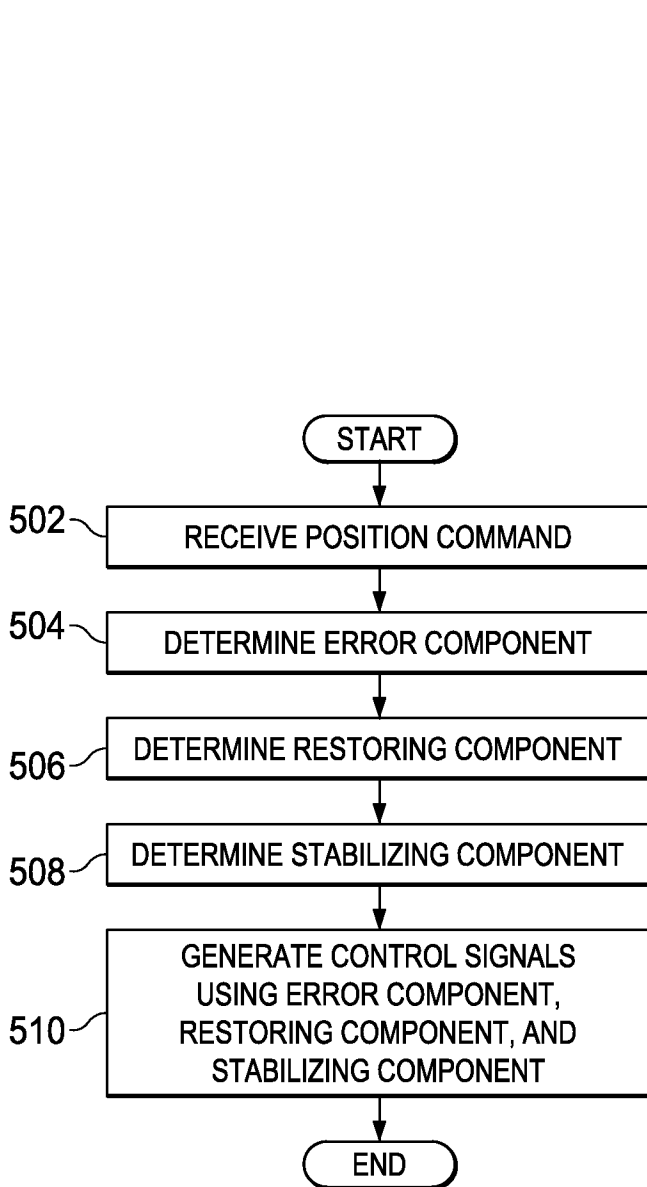 START
502
RECEIVE POSITION COMMAND
504
DETERMINE ERROR COMPONENT
506
DETERMINE RESTORING COMPONENT
508
DETERMINE STABILIZING COMPONENT
510
GENERATE CONTROL SIGNALS
USING ERROR COMPONENT,
RESTORING COMPONENT, AND
STABILIZING COMPONENT
END